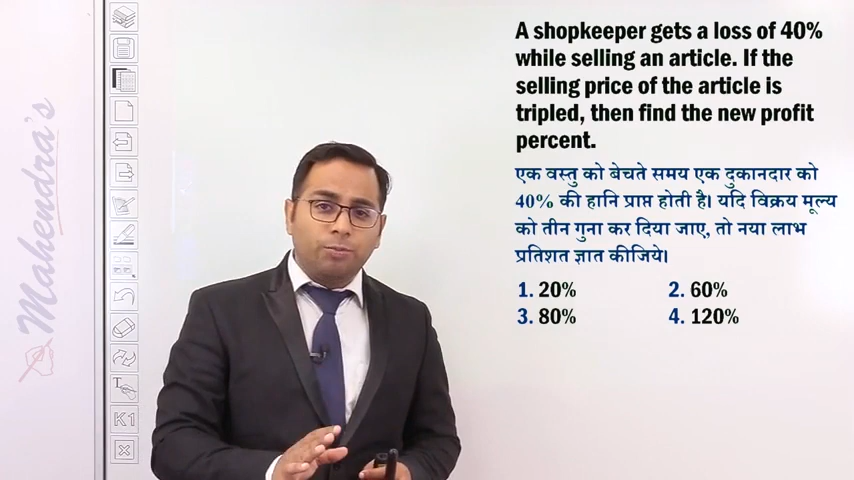 Mahendra's
A shopkeeper gets a loss of 40%
while selling an article. If the
selling price of the article is
tripled, then find the new profit
percent.
एक वस्तु को बेचते समय एक दुकानदार को
40% की हानि प्राप्त होती है। यदि विक्रय मूल्य
को तीन गुना कर दिया जाए, तो नया लाभ
प्रतिशत ज्ञात कीजिये।
1. 20% 2. 60%
3. 80% 4. 120%
T
K1